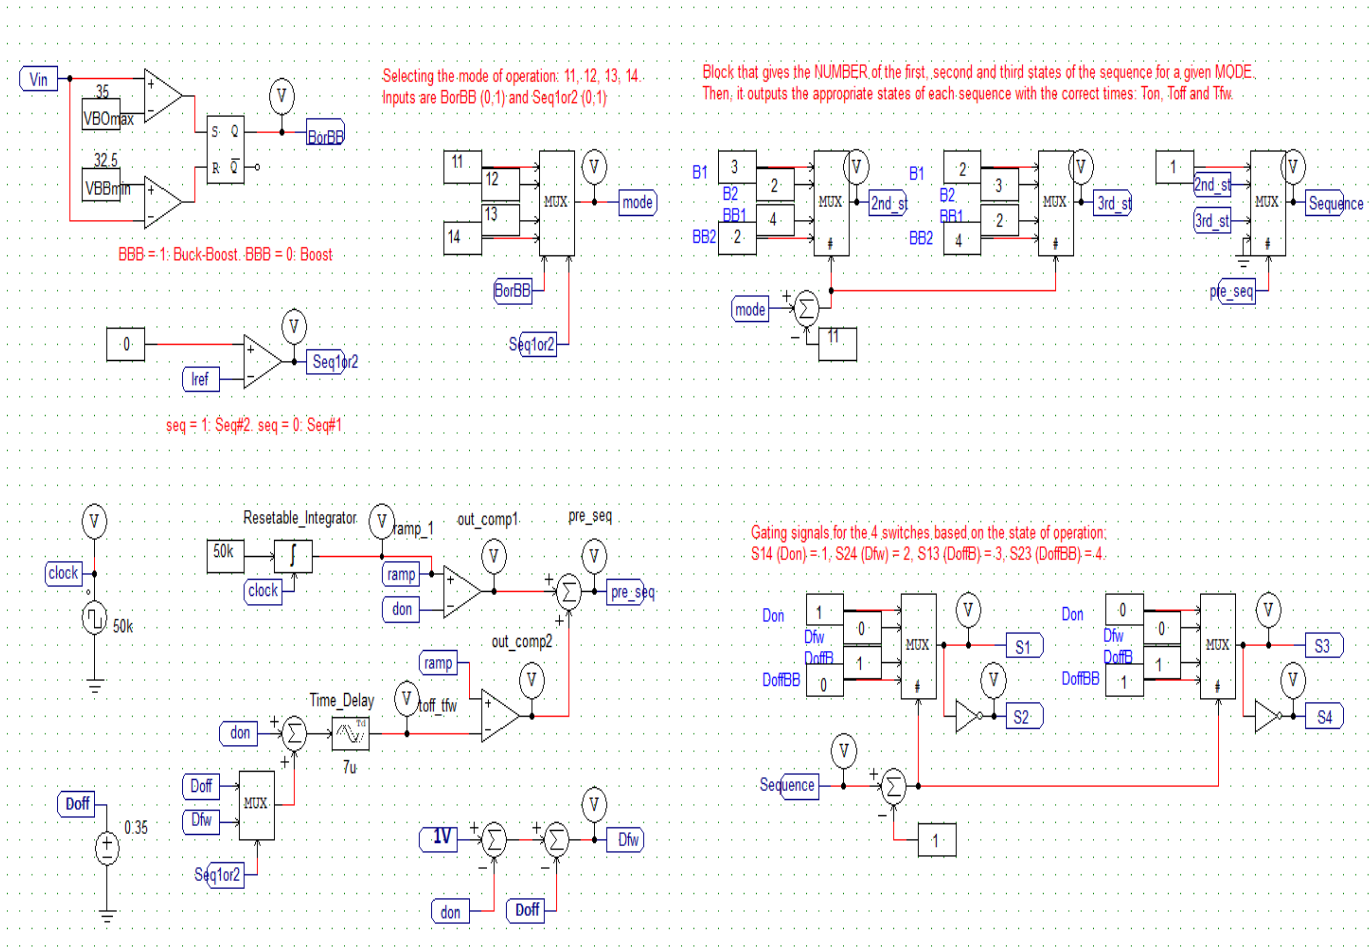 Vin
35
VBOmax
32.5
VBBmin
S Q
R Q
V
BorBB
BBB = 1: Buck-Boost. BBB = 0: Boost
0
Iref
V
Seq1or2
seq = 1: Seq#2. seq = 0: Seq#1
Selecting the mode of operation: 11, 12, 13, 14.
Inputs are BorBB (0,1) and Seq1or2 (0,1)
11
12
13
14
MUX
V
mode
BorBB
Seq1or2
Block that gives the NUMBER of the first, second and third states of the sequence for a given MODE.
Then, it outputs the appropriate states of each sequence with the correct times: Ton, Toff and Tfw.
B1
3
B2
2
BB1
4
BB2
2
MUX
#
V
2nd_st
mode
+
Σ
−
11
B1
2
B2
3
BB1
2
BB2
4
MUX
#
V
3rd_st
1
2nd_st
3rd_st
MUX
#
V
Sequence
pre_seq
V
clock
50k
Resetable_Integrator
50k
∫
clock
V
ramp_1
ramp
don
+
−
out_comp1
V
+
Σ
+
pre_seq
V
pre_seq
ramp
out_comp2
V
+
−
Time_Delay
Td
7u
V
toff_tfw
don
+
Σ
+
Doff
Dfw
MUX
Seq1or2
Doff
0.35
1V
+
Σ
−
+
Σ
−
V
Dfw
don
Doff
Gating signals for the 4 switches based on the state of operation:
S14 (Don) = 1, S24 (Dfw) = 2, S13 (DoffB) = 3, S23 (DoffBB) = 4.
Don
1
Dfw
0
DoffB
1
DoffBB
0
MUX
#
V
S1
V
S2
Don
0
Dfw
0
DoffB
1
DoffBB
1
MUX
#
V
S3
V
S4
Sequence
V
+
Σ
−
1